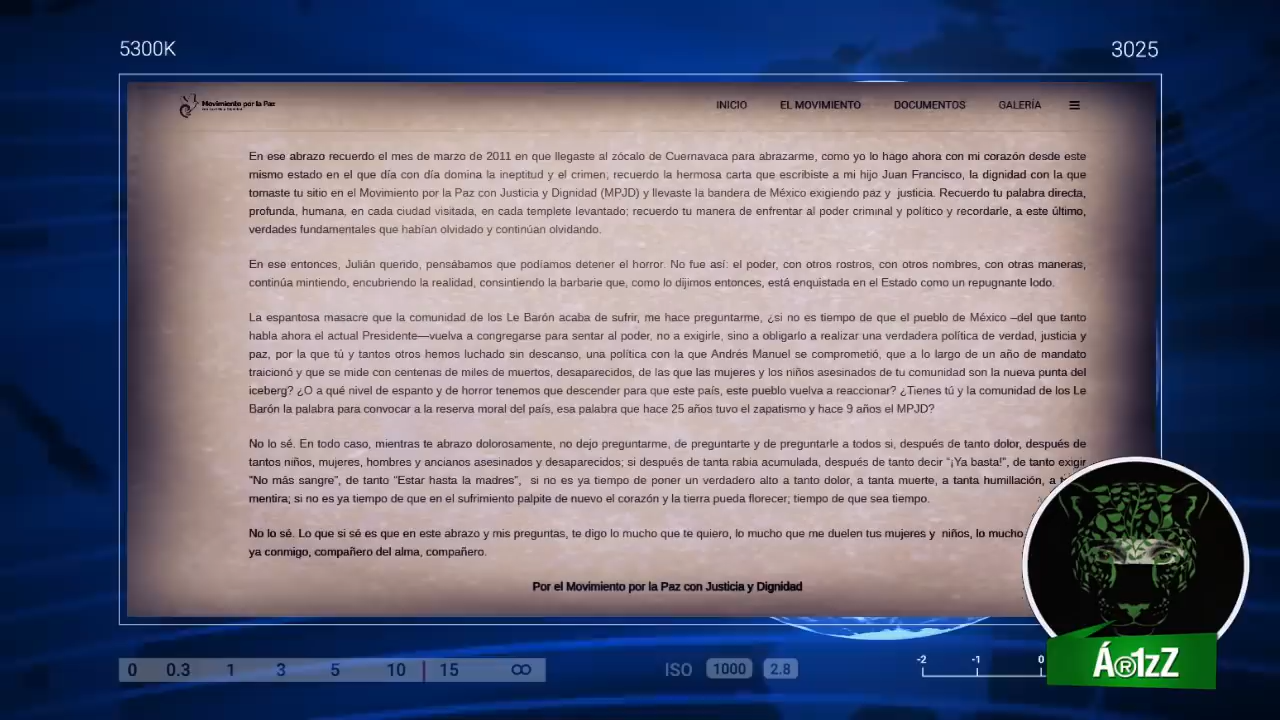 5300K
3025
Movimiento por la Paz
INICIO
EL MOVIMIENTO
DOCUMENTOS
GALERÍA
En ese abrazo recuerdo el mes de marzo de 2011 en que llegaste al zócalo de Cuernavaca para abrazarme, como yo lo hago ahora con mi corazón desde este
mismo estado en el que día con día domina la ineptitud y el crimen; recuerdo la hermosa carta que escribiste a mi hijo Juan Francisco, la dignidad con la que
tomaste tu sitio en el Movimiento por la Paz con Justicia y Dignidad (MPJD) y llevaste la bandera de México exigiendo paz y justicia. Recuerdo tu palabra directa,
profunda, humana, en cada ciudad visitada, en cada templete levantado; recuerdo tu manera de enfrentar al poder criminal y político y recordarle, a este último,
verdades fundamentales que habían olvidado y continúan olvidando.
En ese entonces, Julián querido, pensábamos que podíamos detener el horror. No fue así: el poder, con otros rostros, con otros nombres, con otras maneras,
continúa mintiendo, encubriendo la realidad, consintiendo la barbarie que, como lo dijimos entonces, está enquistada en el Estado como un repugnante lodo.
La espantosa masacre que la comunidad de los Le Barón acaba de sufrir, me hace preguntarme, ¿si no es tiempo de que el pueblo de México –del que tanto
habla ahora el actual Presidente—vuelva a congregarse para sentar al poder, no a exigirle, sino a obligarlo a realizar una verdadera política de verdad, justicia y
paz, por la que tú y tantos otros hemos luchado sin descanso, una política con la que Andrés Manuel se comprometió, que a lo largo de un año de mandato
traicionó y que se mide con centenas de miles de muertos, desaparecidos, de las que las mujeres y los niños asesinados de tu comunidad son la nueva punta del
iceberg? ¿O a qué nivel de espanto y de horror tenemos que descender para que este país, este pueblo vuelva a reaccionar? ¿Tienes tú y la comunidad de los Le
Barón la palabra para convocar a la reserva moral del país, esa palabra que hace 25 años tuvo el zapatismo y hace 9 años el MPJD?
No lo sé. En todo caso, mientras te abrazo dolorosamente, no dejo preguntarme, de preguntarte y de preguntarle a todos si, después de tanto dolor, después de
tantos niños, mujeres, hombres y ancianos asesinados y desaparecidos; si después de tanta rabia acumulada, después de tanto decir "¡Ya basta!", de tanto exigir
"No más sangre", de tanto "Estar hasta la madres", si no es ya tiempo de poner un verdadero alto a tanto dolor, a tanta muerte, a tanta humillación, a
mentira; si no es ya tiempo de que en el sufrimiento palpite de nuevo el corazón y la tierra pueda florecer; tiempo de que sea tiempo.
No lo sé. Lo que si sé es que en este abrazo y mis preguntas, te digo lo mucho que te quiero, lo mucho que me duelen tus mujeres y niños, lo mucho
ya conmigo, compañero del alma, compañero.
Por el Movimiento por la Paz con Justicia y Dignidad
0 0.3 1 3 5 10 15 ∞
ISO 1000 2.8
-2 -1 0
Á®1zZ